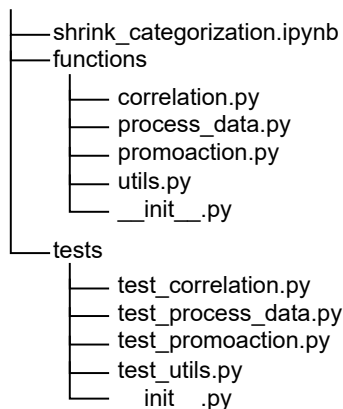 shrink_categorization.ipynb
functions
correlation.py
process_data.py
promoaction.py
utils.py
__init__.py
tests
test_correlation.py
test_process_data.py
test_promoaction.py
test_utils.py
__init__.py